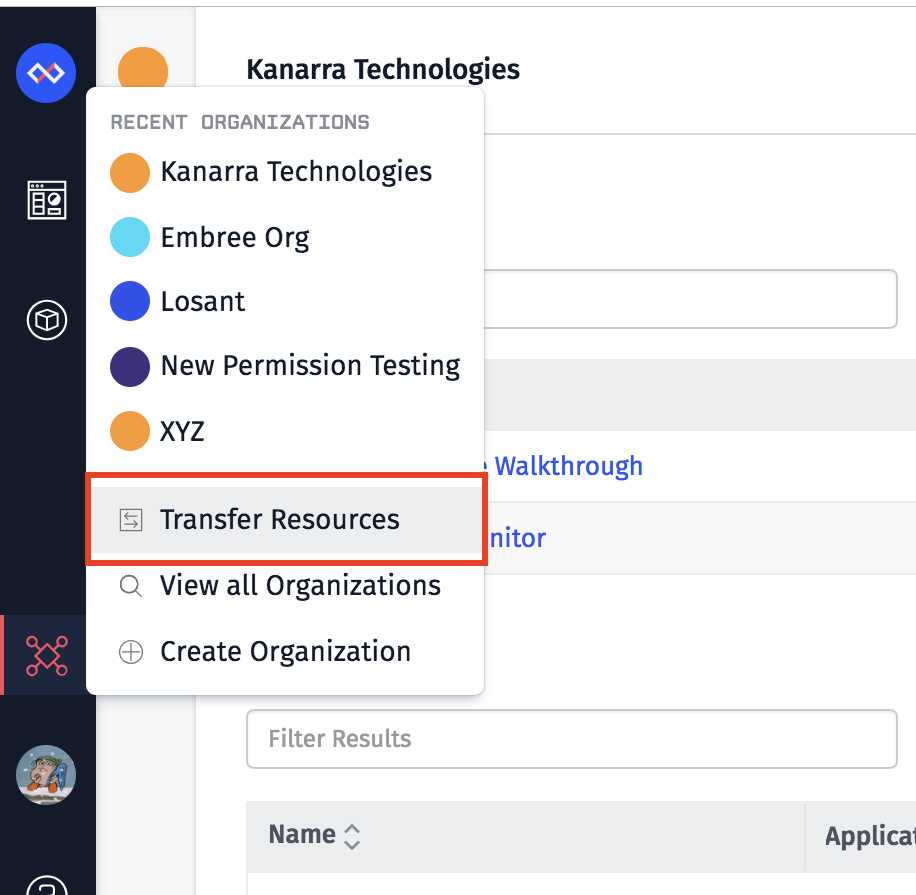 Kanarra Technologies
RECENT ORGANIZATIONS
Kanarra Technologies
Embree Org
Losant
New Permission Testing
XYZ
Walkthrough
nitor
Transfer Resources
View all Organizations
Create Organization
Filter Results
Name
Applicat